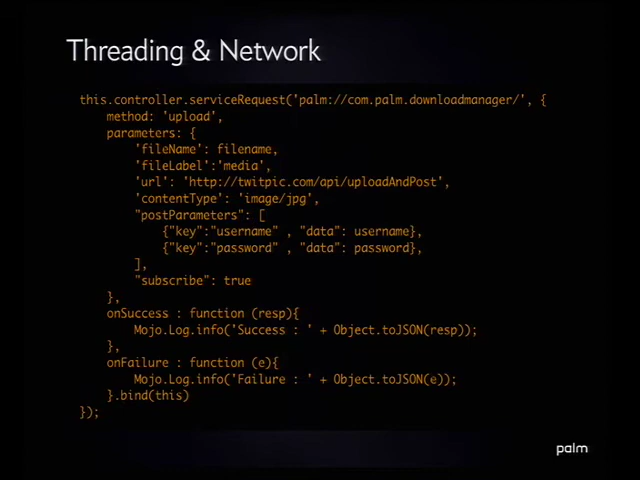 Threading & Network
this.controller.serviceRequest('palm://com.palm.downloadmanager/', {
method: 'upload',
parameters: {
'fileName': filename,
'fileLabel':'media',
'url': 'http://twitpic.com/api/uploadAndPost',
'contentType': 'image/jpg',
"postParameters": [
{"key":"username" , "data": username},
{"key":"password" , "data": password},
],
"subscribe": true
},
onSuccess : function (resp){
Mojo.Log.info('Success : ' + Object.toJSON(resp));
},
onFailure : function (e){
Mojo.Log.info('Failure : ' + Object.toJSON(e));
}.bind(this)
});
palm